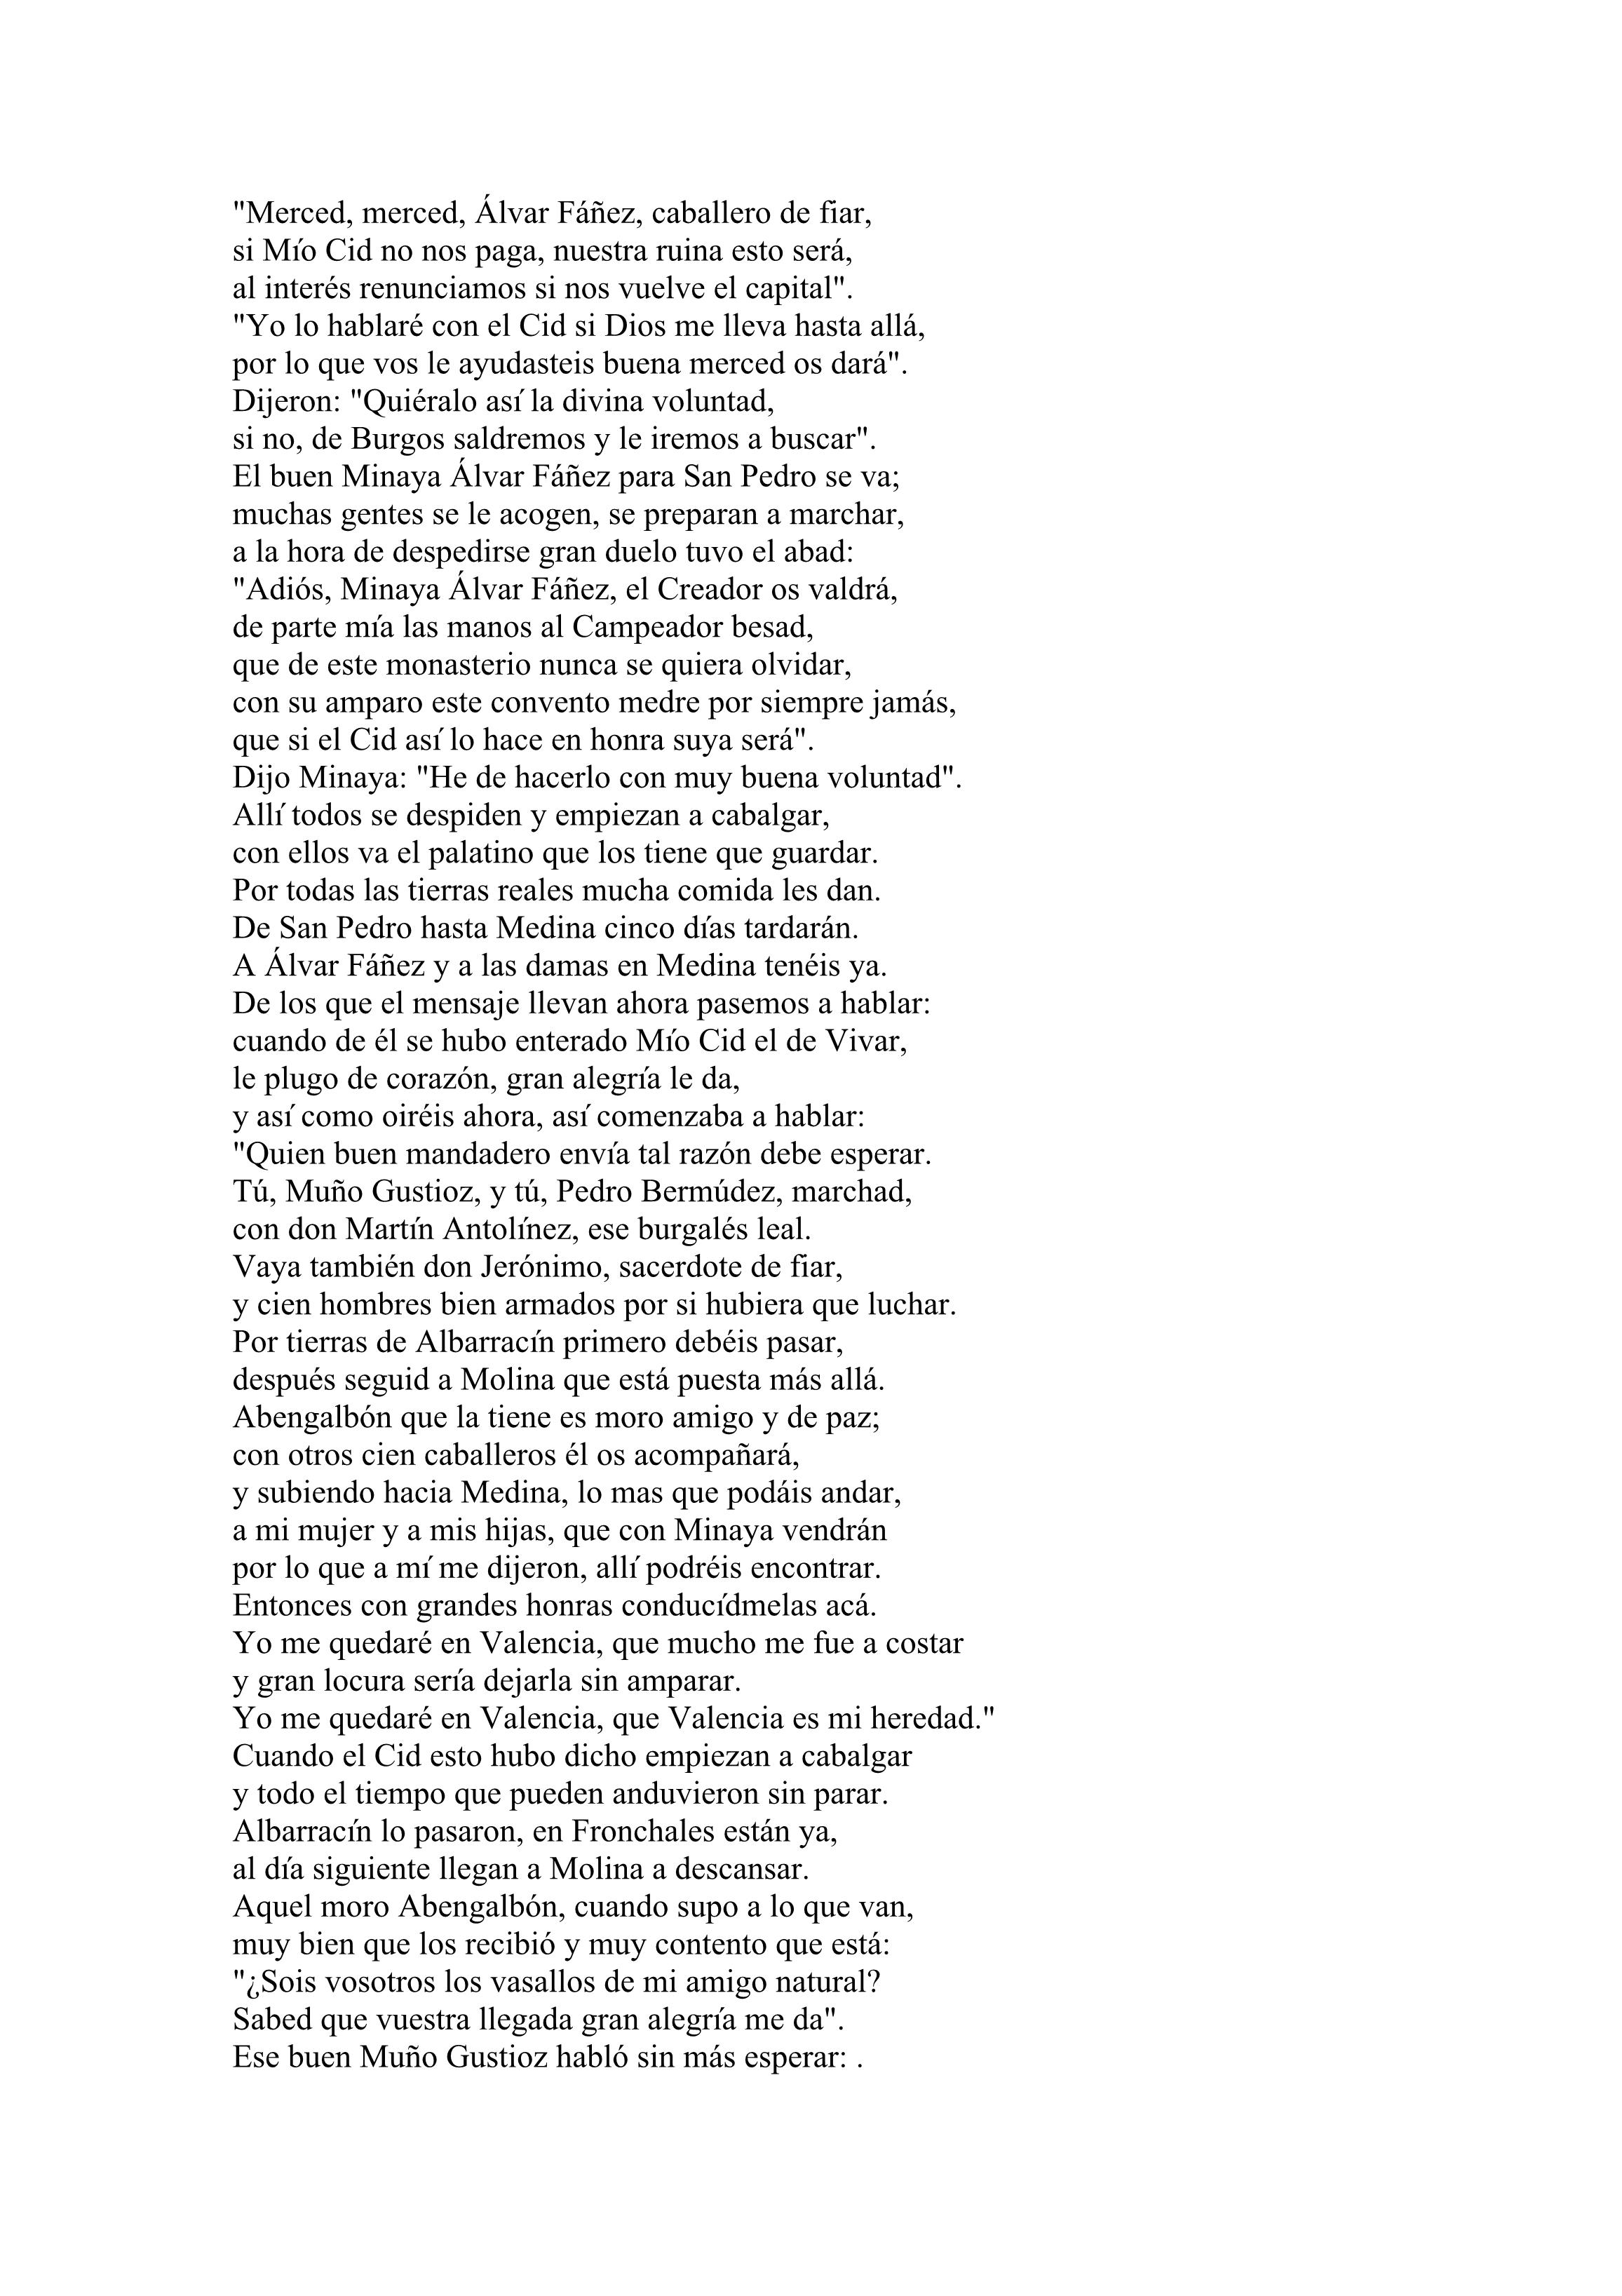 "Merced, merced, Álvar Fáñez, caballero de fiar,
si Mío Cid no nos paga, nuestra ruina esto será,
al interés renunciamos si nos vuelve el capital".
"Yo lo hablaré con el Cid si Dios me lleva hasta allá,
por lo que vos le ayudasteis buena merced os dará".
Dijeron: "Quiéralo así la divina voluntad,
si no, de Burgos saldremos y le iremos a buscar".
El buen Minaya Álvar Fáñez para San Pedro se va;
muchas gentes se le acogen, se preparan a marchar,
a la hora de despedirse gran duelo tuvo el abad:
"Adiós, Minaya Álvar Fáñez, el Creador os valdrá,
de parte mía las manos al Campeador besad,
que de este monasterio nunca se quiera olvidar,
con su amparo este convento medre por siempre jamás,
que si el Cid así lo hace en honra suya será".
Dijo Minaya: "He de hacerlo con muy buena voluntad".
Allí todos se despiden y empiezan a cabalgar,
con ellos va el palatino que los tiene que guardar.
Por todas las tierras reales mucha comida les dan.
De San Pedro hasta Medina cinco días tardarán.
A Álvar Fáñez y a las damas en Medina tenéis ya.
De los que el mensaje llevan ahora pasemos a hablar:
cuando de él se hubo enterado Mío Cid el de Vivar,
le plugo de corazón, gran alegría le da,
y así como oiréis ahora, así comenzaba a hablar:
"Quien buen mandadero envía tal razón debe esperar.
Tú, Muño Gustioz, y tú, Pedro Bermúdez, marchad,
con don Martín Antolínez, ese burgalés leal.
Vaya también don Jerónimo, sacerdote de fiar,
y cien hombres bien armados por si hubiera que luchar.
Por tierras de Albarracín primero debéis pasar,
después seguid a Molina que está puesta más allá.
Abengalbón que la tiene es moro amigo y de paz;
con otros cien caballeros él os acompañará,
y subiendo hacia Medina, lo mas que podáis andar,
a mi mujer y a mis hijas, que con Minaya vendrán
por lo que a mí me dijeron, allí podréis encontrar.
Entonces con grandes honras conducídmelas acá.
Yo me quedaré en Valencia, que mucho me fue a costar
y gran locura sería dejarla sin amparar.
Yo me quedaré en Valencia, que Valencia es mi heredad."
Cuando el Cid esto hubo dicho empiezan a cabalgar
y todo el tiempo que pueden anduvieron sin parar.
Albarracín lo pasaron, en Fronchales están ya,
al día siguiente llegan a Molina a descansar.
Aquel moro Abengalbón, cuando supo a lo que van,
muy bien que los recibió y muy contento que está:
"¿Sois vosotros los vasallos de mi amigo natural?
Sabed que vuestra llegada gran alegría me da".
Ese buen Muño Gustioz habló sin más esperar: .